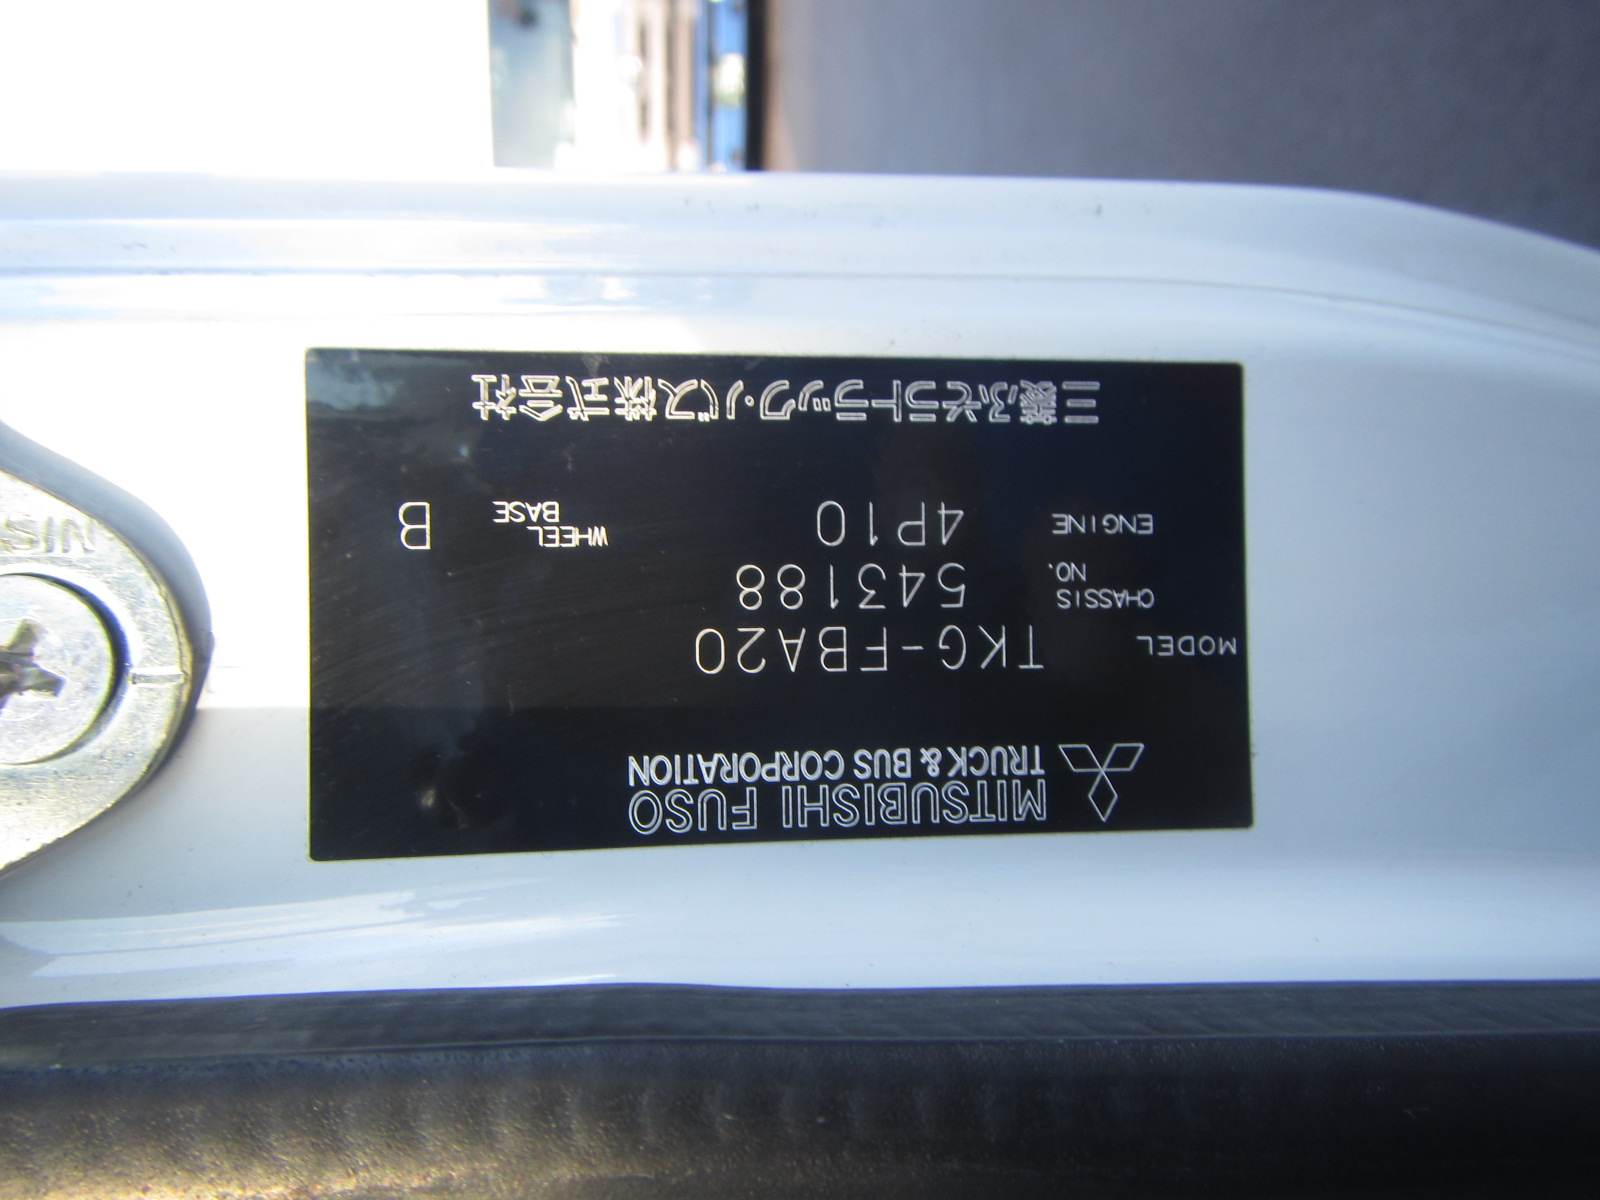 MITSUBISHI FUSO
TRUCK & BUS CORPORATION
MODEL TKG-FBA20
CHASSIS NO. 543188
ENGINE 4P10 WHEEL BASE B
三菱ふそうトラック・バス株式会社